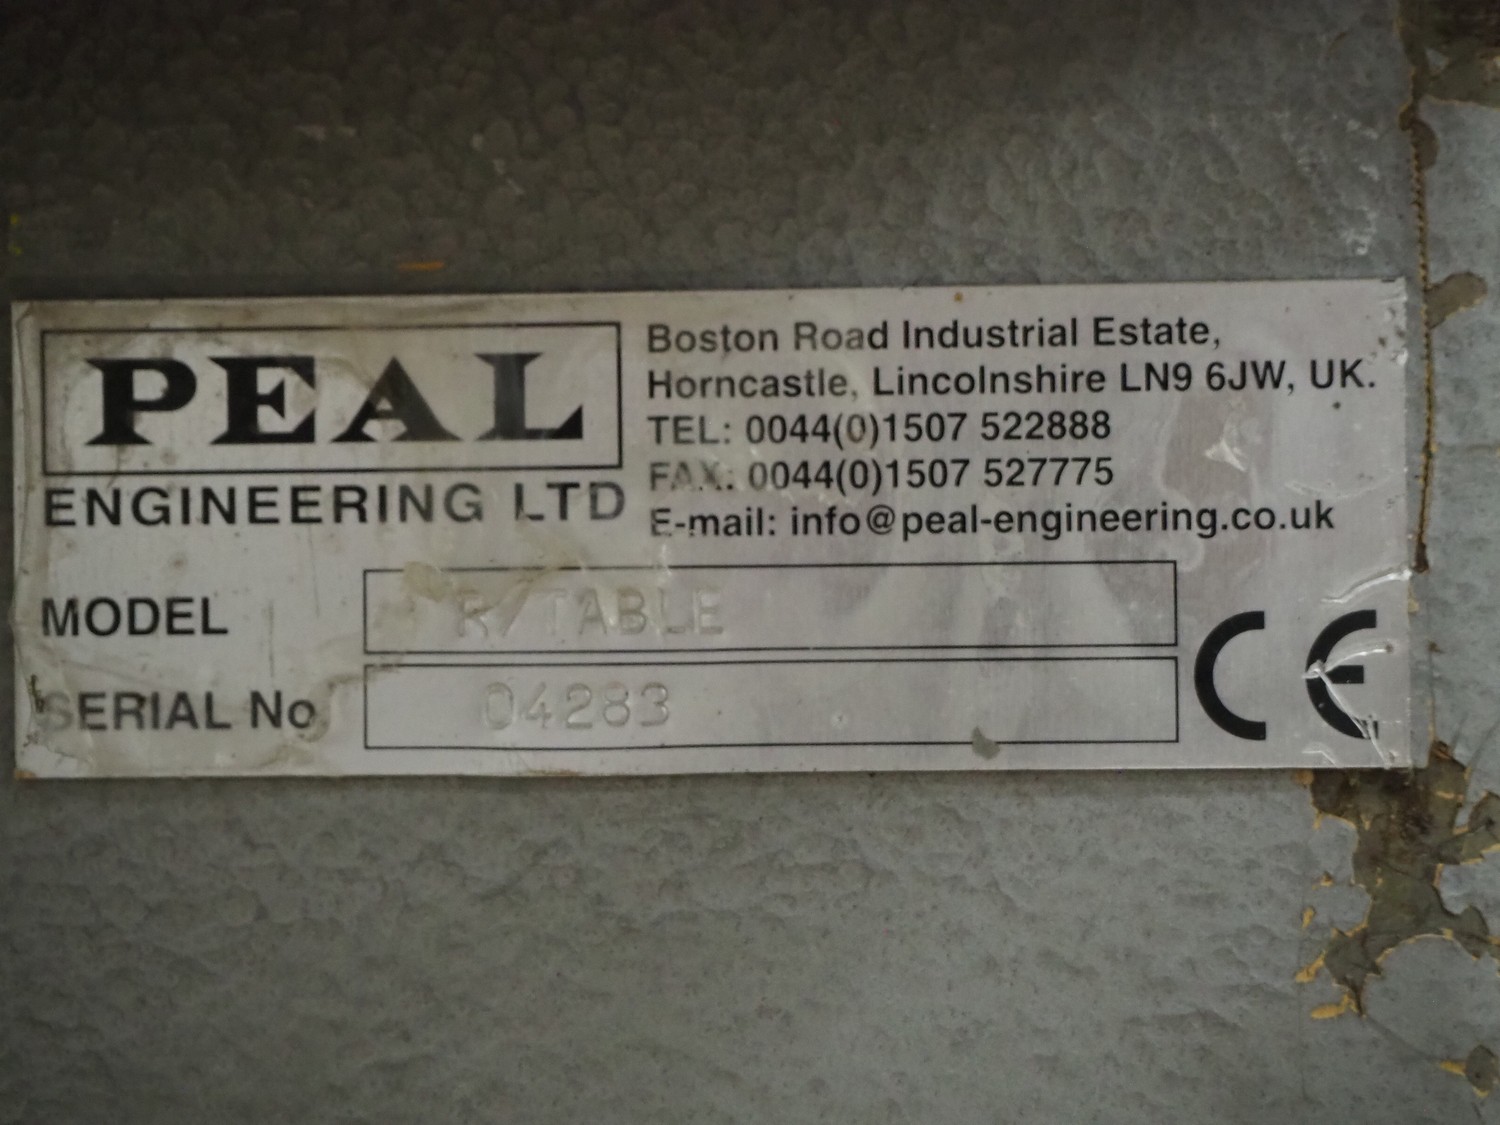 PEAL
ENGINEERING LTD
Boston Road Industrial Estate,
Horncastle, Lincolnshire LN9 6JW, UK.
TEL: 0044(0)1507 522888
FAX: 0044(0)1507 527775
E-mail: info@peal-engineering.co.uk
MODEL R/TABLE
SERIAL No 04283
CE